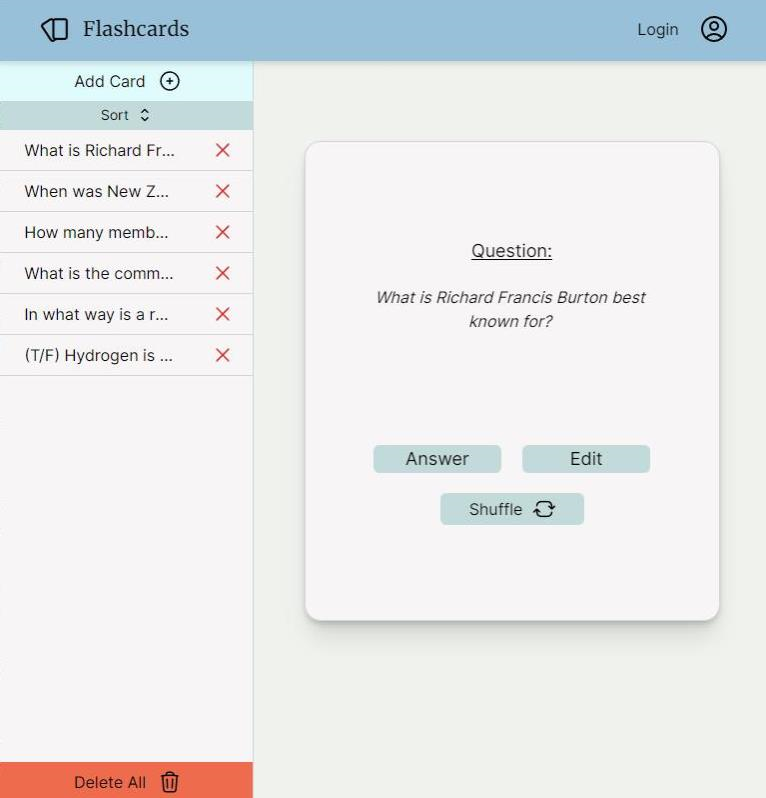 Flashcards
Login
Add Card
Sort
What is Richard Fr...
When was New Z...
How many memb...
What is the comm...
In what way is a r...
(T/F) Hydrogen is ...
Delete All
Question:
What is Richard Francis Burton best
known for?
Answer
Edit
Shuffle